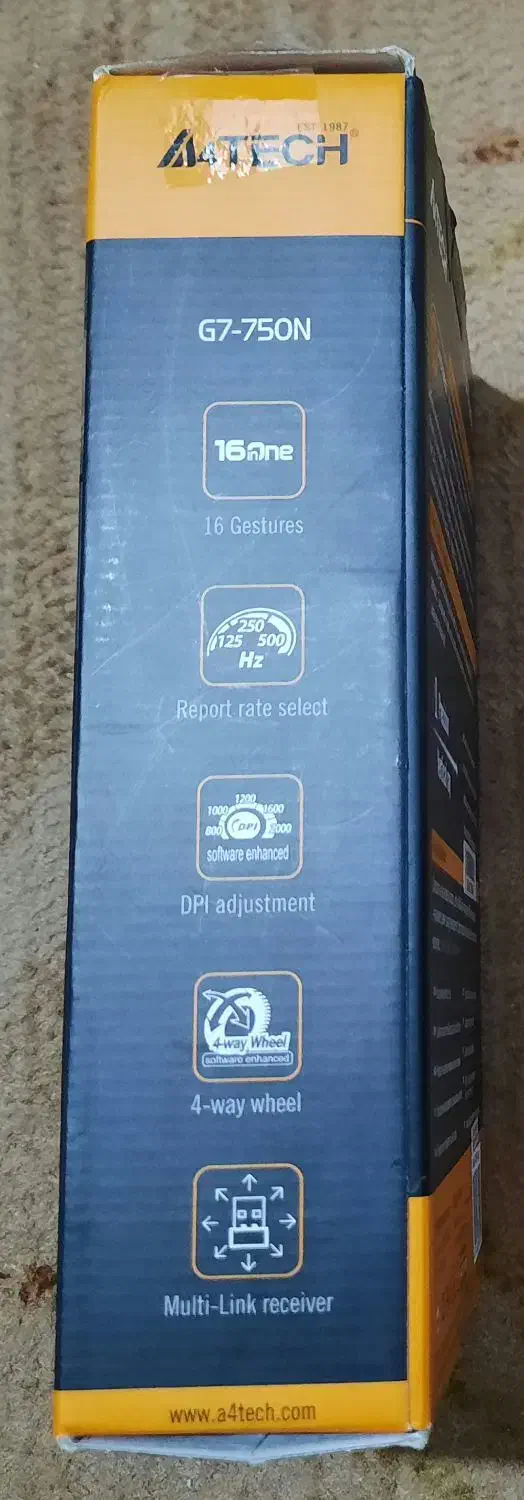 EST 1987
A4TECH®
G7-750N
16 in One
16 Gestures
125 250 500
Hz
Report rate select
800 1000 1200 1600 2000
DPI
software enhanced
DPI adjustment
4-way Wheel
software enhanced
4-way wheel
Multi-Link receiver
www.a4tech.com